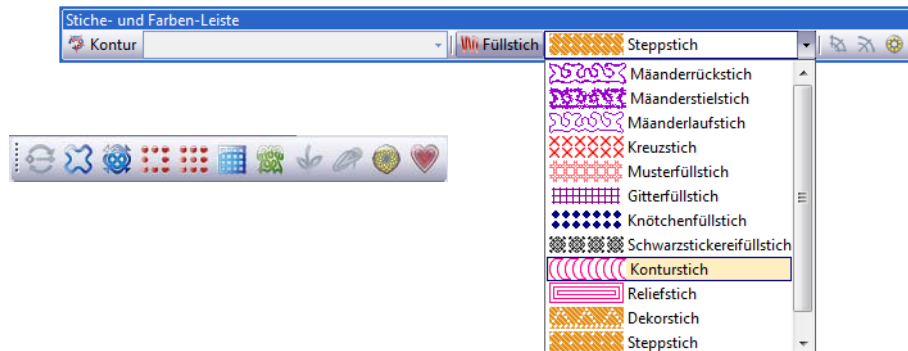 Stiche- und Farben-Leiste
Kontur
Füllstich
Steppstich
Mäanderrückstich
Mäanderstielstich
Mäanderlaufstich
Kreuzstich
Musterfüllstich
Gitterfüllstich
Knötchenfüllstich
Schwarzstickereifüllstich
Konturstich
Reliefstich
Dekorstich
Steppstich